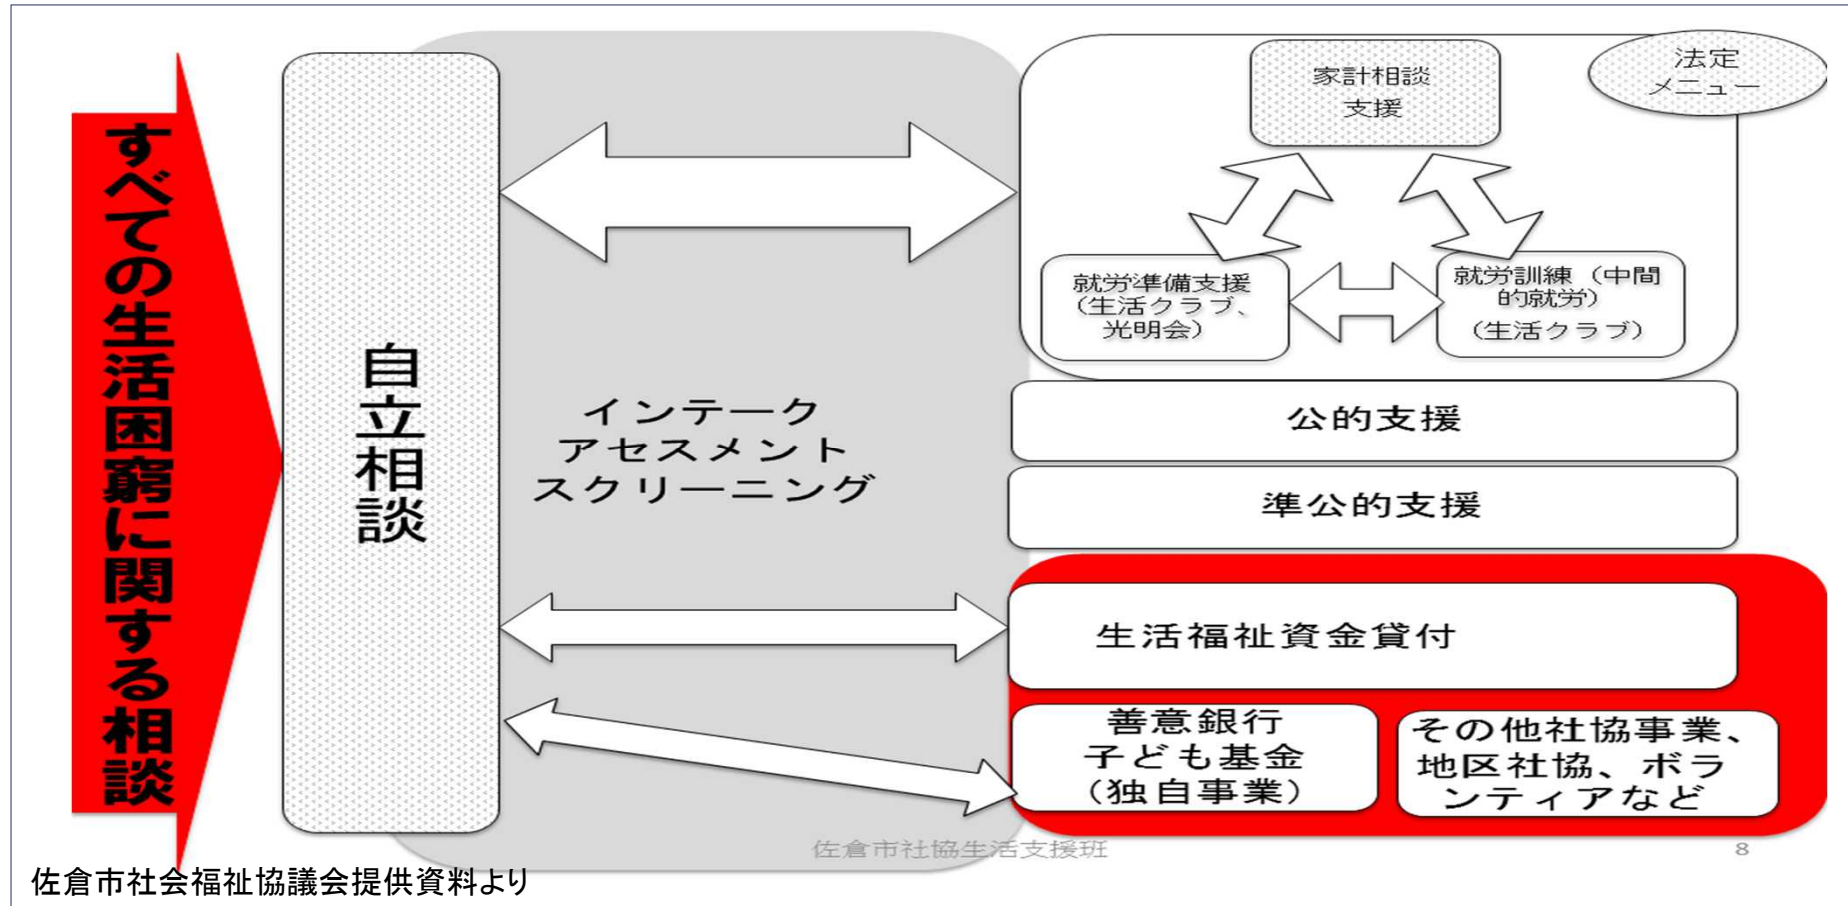 すべての生活困窮に関する相談
自立相談
インテーク
アセスメント
スクリーニング
法定
メニュー
家計相談
支援
就労準備支援
(生活クラブ、
光明会)
就労訓練(中間
的就労)
(生活クラブ)
公的支援
準公的支援
生活福祉資金貸付
善意銀行
子ども基金
(独自事業)
その他社協事業、
地区社協、ボラ
ンティアなど
佐倉市社協生活支援班
8
佐倉市社会福祉協議会提供資料より